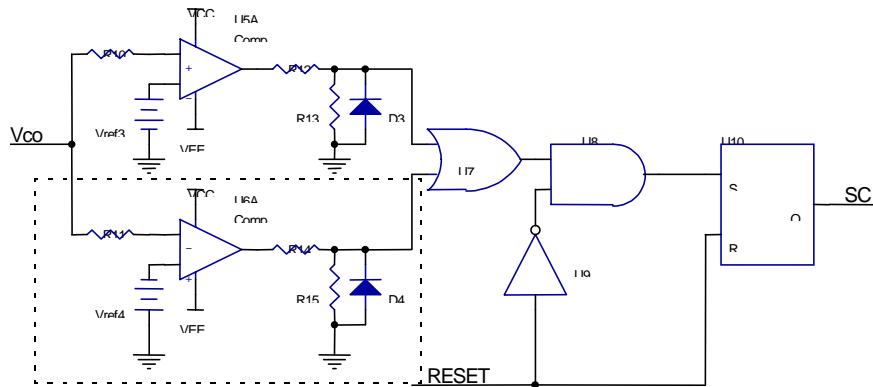 VCC
U5A
Comp
R10
+
R12
−
R13
D3
Vref3
VEE
Vco
U7
U8
U10
S
Q
R
SC
VCC
U6A
Comp
R11
−
R14
+
R15
D4
Vref4
VEE
U9
RESET